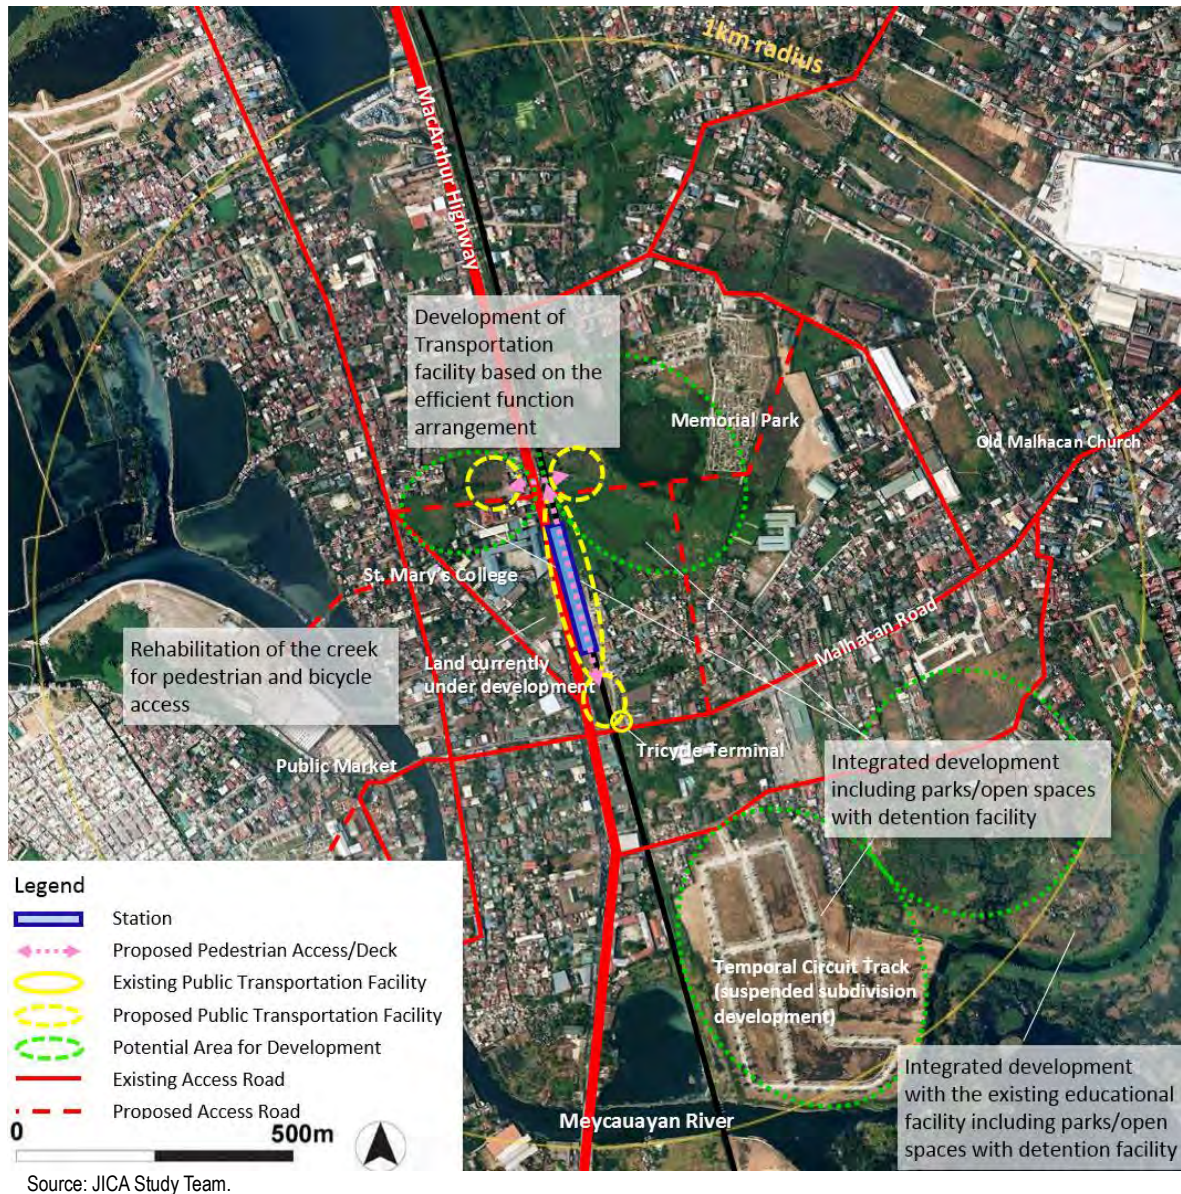 1km radius
MacArthur Highway
Development of
Transportation
facility based on the
efficient function
arrangement
Memorial Park
Old Malhacan Church
St. Mary's College
Malhacan Road
Rehabilitation of the creek
for pedestrian and bicycle
access
Land currently
under development
Tricycle Terminal
Public Market
Integrated development
including parks/open spaces
with detention facility
Temporal Circuit Track
(suspended subdivision
development)
Integrated development
with the existing educational
facility including parks/open
spaces with detention facility
Meycauayan River
Legend
Station
Proposed Pedestrian Access/Deck
Existing Public Transportation Facility
Proposed Public Transportation Facility
Potential Area for Development
Existing Access Road
Proposed Access Road
0 500m
Source: JICA Study Team.